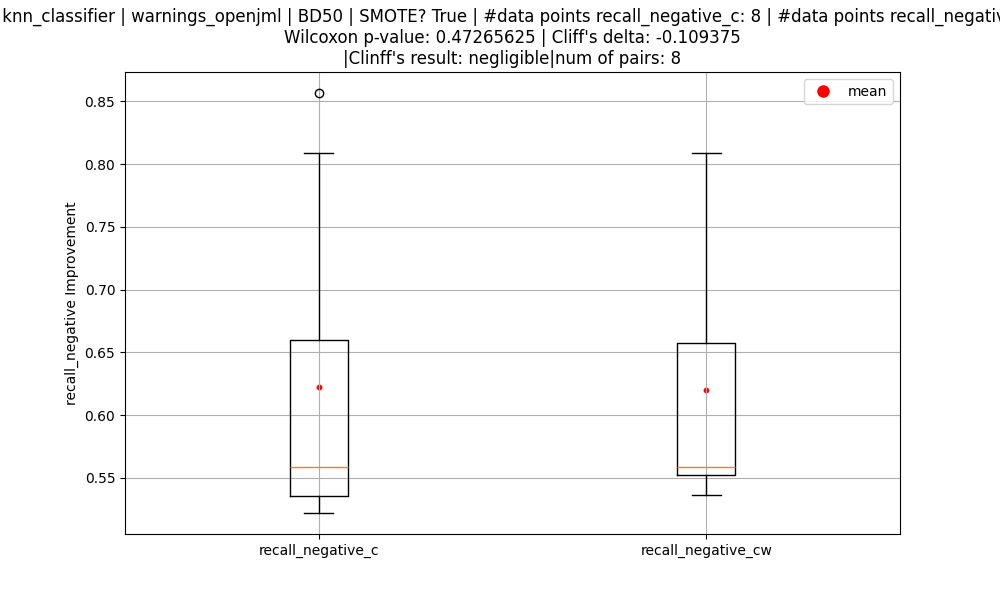 knn_classifier | warnings_openjml | BD50 | SMOTE? True | #data points recall_negative_c: 8 | #data points
Wilcoxon p-value: 0.47265625 | Cliff's delta: -0.109375
|Clinff's result: negligible|num of pairs: 8
mean
0.85
0.80
0.75
0.70
0.65
0.60
0.55
recall_negative Improvement
recall_negative_c
recall_negative_cw